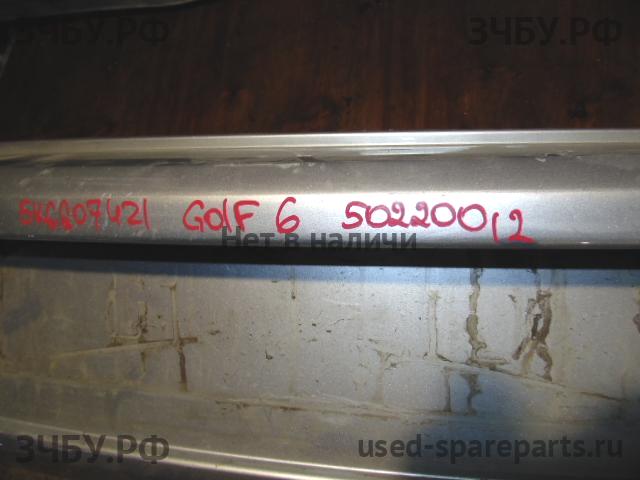 ЗЧБУ.РФ ЗЧБУ.РФ
5K6807421 Golf 6 502200 12
Нет в наличии
ЗЧБУ.РФ used-spareparts.ru